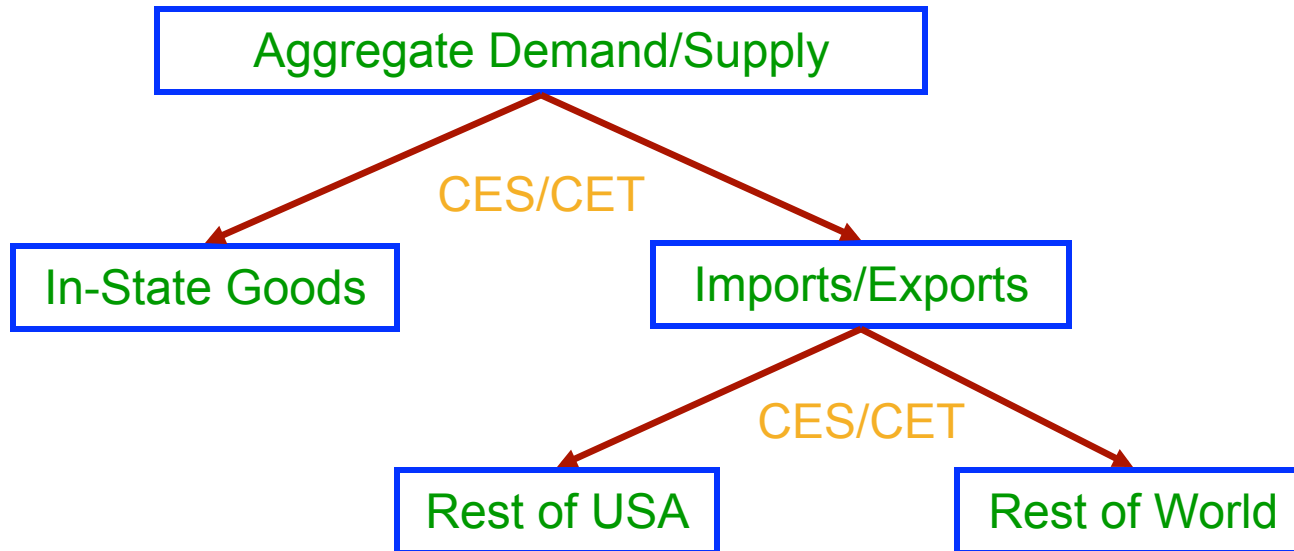 Aggregate Demand/Supply
CES/CET
In-State Goods
Imports/Exports
CES/CET
Rest of USA
Rest of World